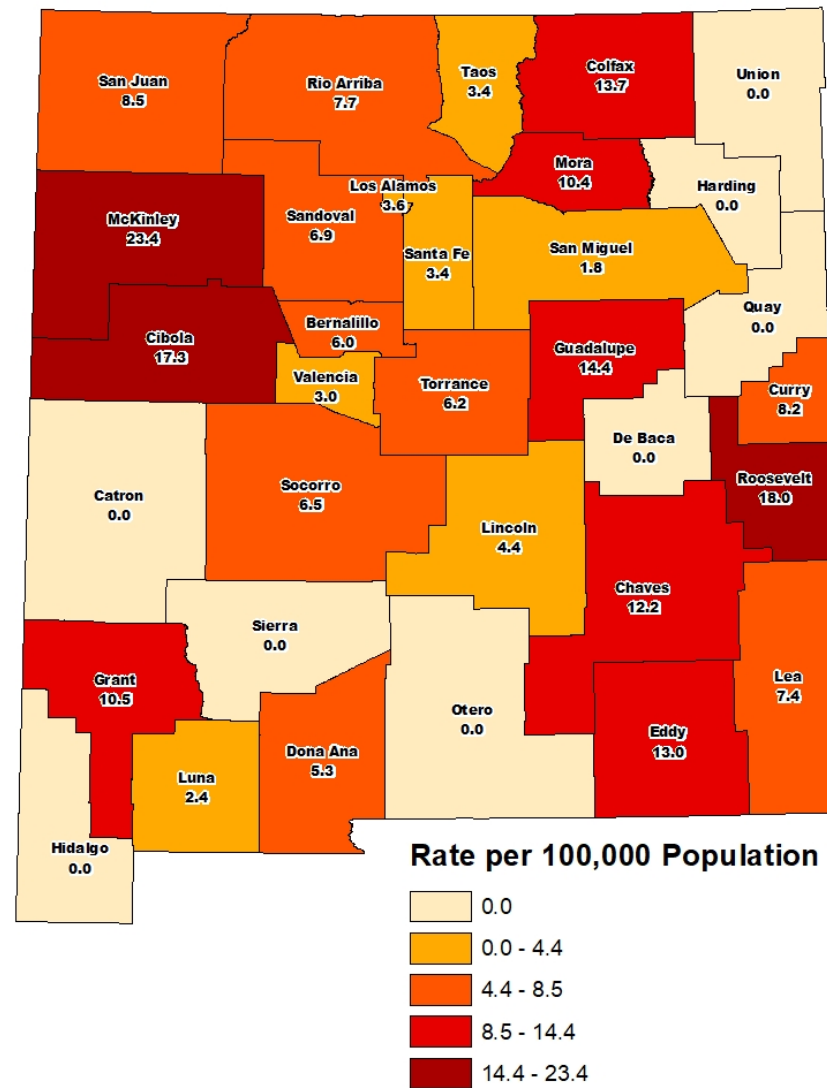 San Juan
8.5
Rio Arriba
7.7
Taos
3.4
Colfax
13.7
Union
0.0
Mora
10.4
Harding
0.0
Los Alamos
3.6
McKinley
23.4
Sandoval
6.9
Santa Fe
3.4
San Miguel
1.8
Quay
0.0
Cibola
17.3
Bernalillo
6.0
Guadalupe
14.4
Valencia
3.0
Torrance
6.2
Curry
8.2
De Baca
0.0
Roosevelt
18.0
Catron
0.0
Socorro
6.5
Lincoln
4.4
Chaves
12.2
Sierra
0.0
Grant
10.5
Otero
0.0
Lea
7.4
Eddy
13.0
Dona Ana
5.3
Luna
2.4
Hidalgo
0.0
Rate per 100,000 Population
0.0
0.0 - 4.4
4.4 - 8.5
8.5 - 14.4
14.4 - 23.4